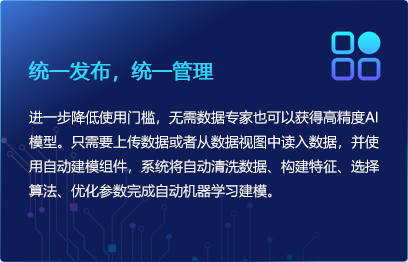 统一发布，统一管理
进一步降低使用门槛，无需数据专家也可以获得高精度AI
模型。只需要上传数据或者从数据视图中读入数据，并使
用自动建模组件，系统将自动清洗数据、构建特征、选择
算法、优化参数完成自动机器学习建模。